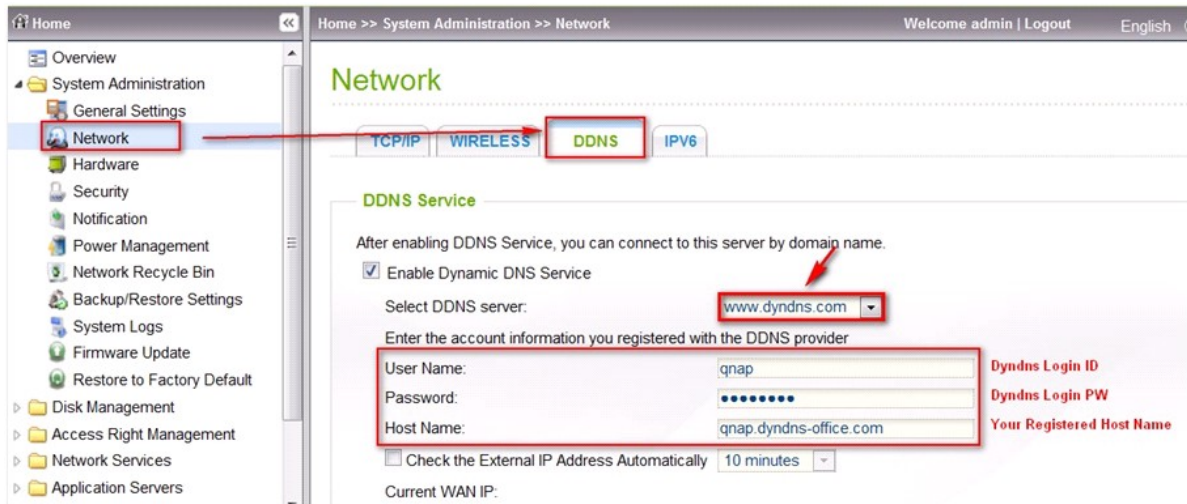 Home
Home >> System Administration >> Network
Welcome admin | Logout
English
Overview
System Administration
General Settings
Network
Hardware
Security
Notification
Power Management
Network Recycle Bin
Backup/Restore Settings
System Logs
Firmware Update
Restore to Factory Default
Disk Management
Access Right Management
Network Services
Application Servers
Network
TCP/IP
WIRELESS
DDNS
IPV6
DDNS Service
After enabling DDNS Service, you can connect to this server by domain name.
Enable Dynamic DNS Service
Select DDNS server: www.dyndns.com
Enter the account information you registered with the DDNS provider
User Name: qnap Dyndns Login ID
Password: ●●●●●●●● Dyndns Login PW
Host Name: qnap.dyndns-office.com Your Registered Host Name
Check the External IP Address Automatically 10 minutes
Current WAN IP: